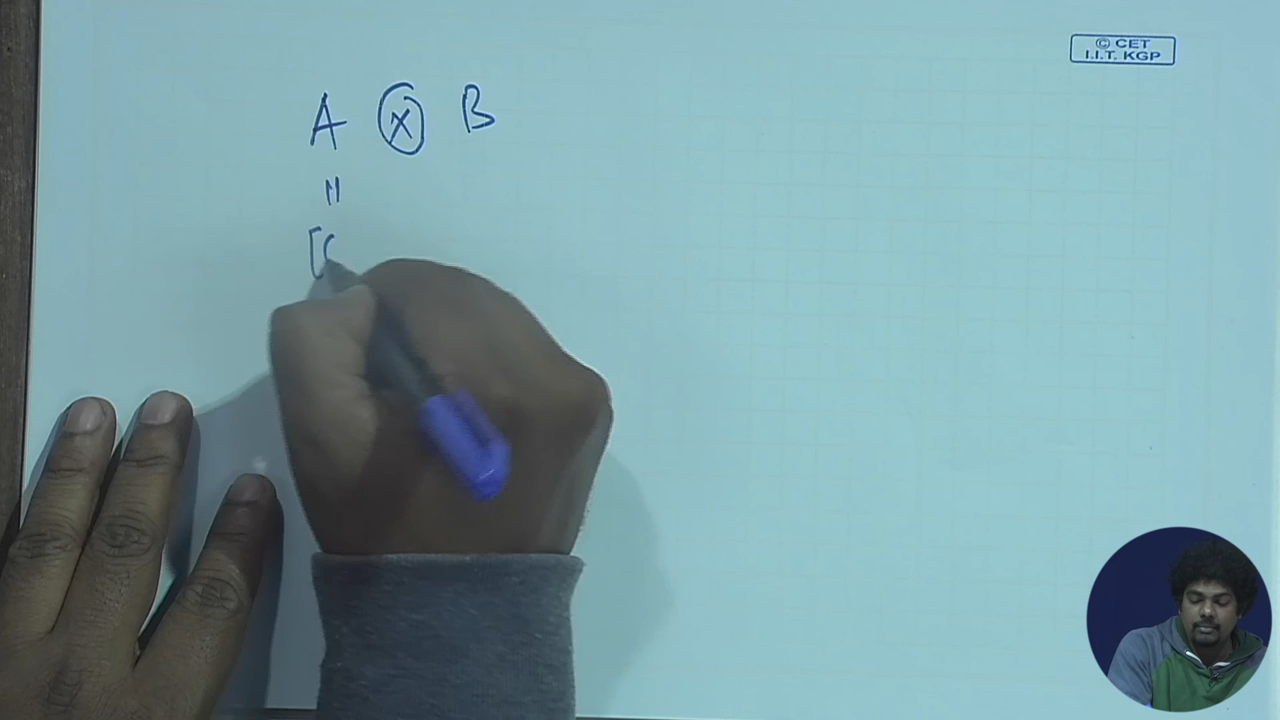 © CET
I.I.T. KGP
A ⊗ B
"
[